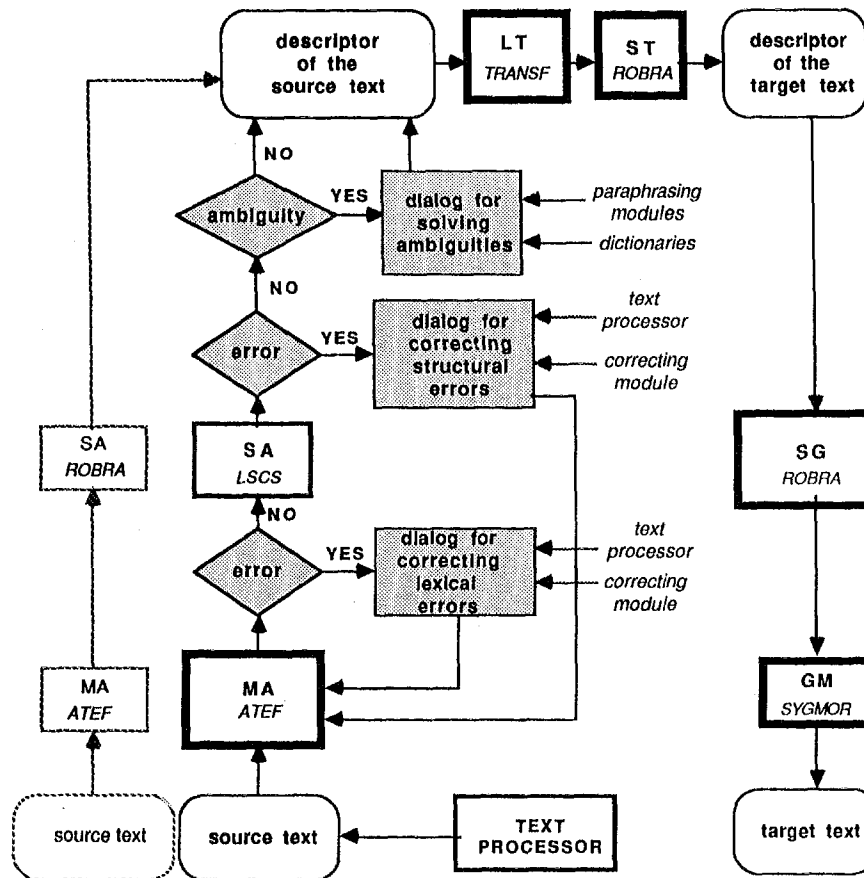 descriptor
of the
source text
LT
TRANSF
ST
ROBRA
descriptor
of the
target text
NO
ambiguity
YES
dialog for
solving
ambiguities
paraphrasing
modules
dictionaries
NO
error
YES
dialog for
correcting
structural
errors
text
processor
correcting
module
SA
ROBRA
SA
LSCS
SG
ROBRA
NO
error
YES
dialog for
correcting
lexical
errors
text
processor
correcting
module
MA
ATEF
MA
ATEF
GM
SYGMOR
source text
source text
TEXT
PROCESSOR
target text